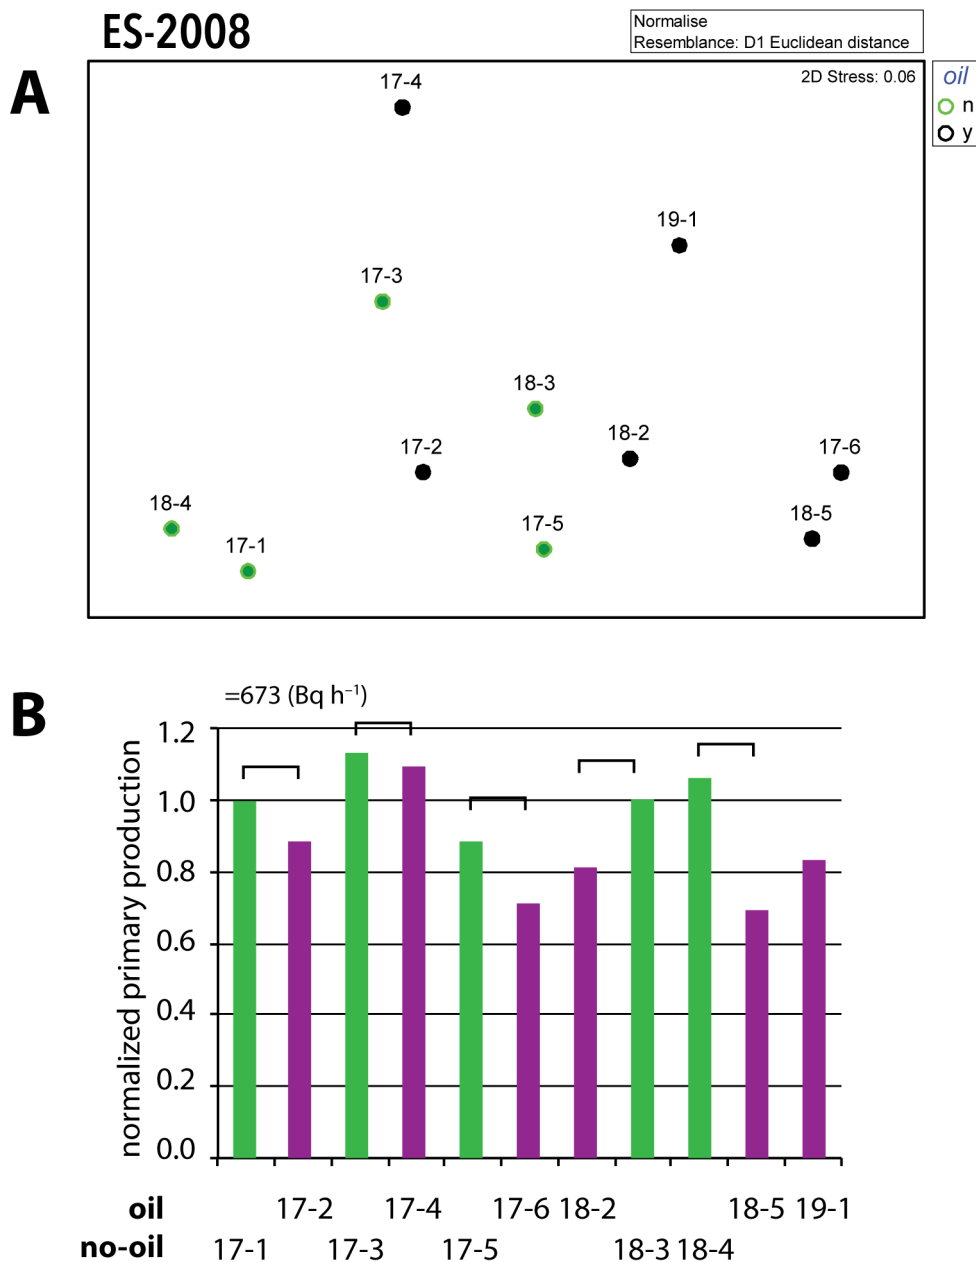 ES-2008
Normalise
Resemblance: D1 Euclidean distance
A
2D Stress: 0.06
oil
n
y
17-4
19-1
17-3
18-3
17-2
18-2
17-6
18-4
17-1
17-5
18-5
B
=673 (Bq h⁻¹)
normalized primary production
1.2
1.0
0.8
0.6
0.4
0.2
0.0
oil 17-2 17-4 17-6 18-2 18-5 19-1
no-oil 17-1 17-3 17-5 18-3 18-4